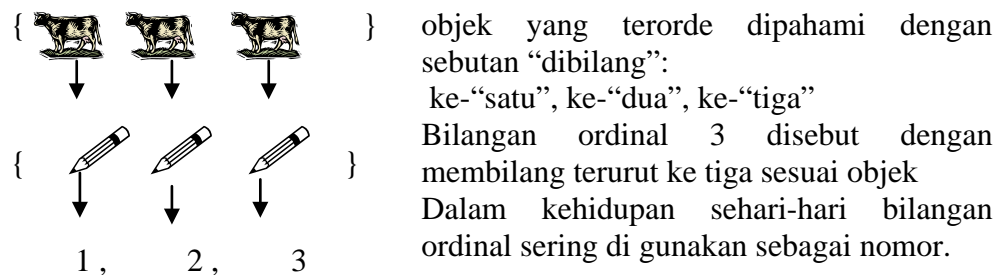 { } objek yang terorde dipahami dengan
sebutan “dibilang”:
ke-“satu”, ke-“dua”, ke-“tiga”
{ } Bilangan ordinal 3 disebut dengan
membilang terurut ke tiga sesuai objek
Dalam kehidupan sehari-hari bilangan
ordinal sering di gunakan sebagai nomor.
1 , 2 , 3